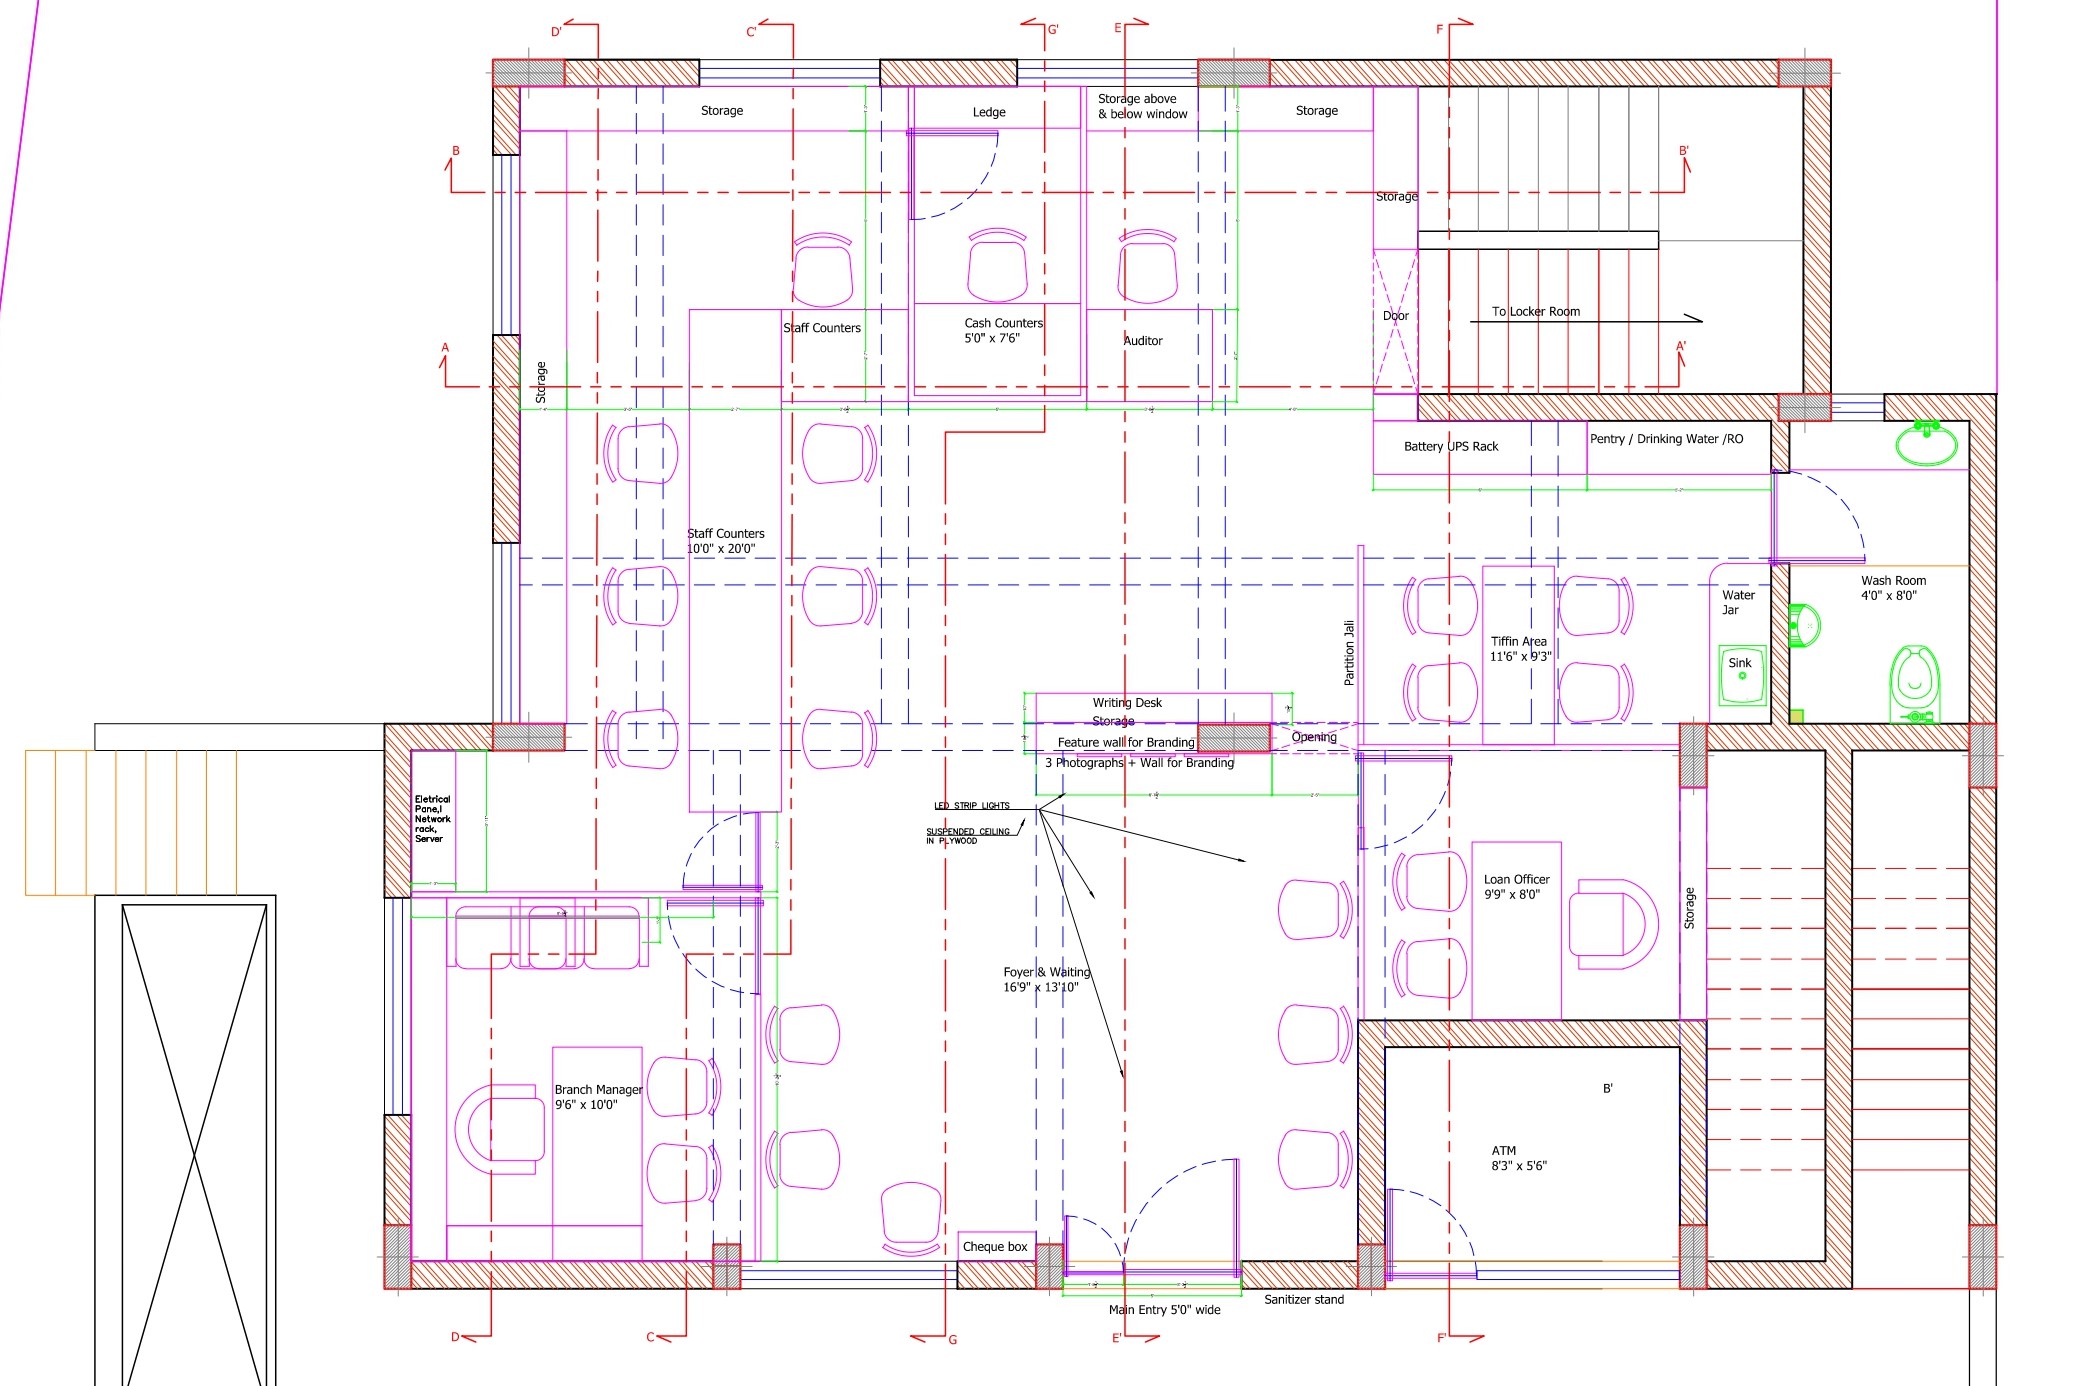 D'
C'
G'
E
F
Storage
Ledge
Storage above
& below window
Storage
B
B'
Storage
Staff Counters
Cash Counters
5'0" x 7'6"
Auditor
Door
To Locker Room
A
A'
Storage
Battery UPS Rack
Pentry / Drinking Water /RO
Staff Counters
10'0" x 20'0"
Wash Room
4'0" x 8'0"
Water
Jar
Partition Jali
Tiffin Area
11'6" x 9'3"
Sink
Writing Desk
Storage
Feature wall for Branding
Opening
3 Photographs + Wall for Branding
Eletrical
Pane,l
Network
rack,
Server
LED STRIP LIGHTS
SUSPENDED CEILING
IN PLYWOOD
Loan Officer
9'9" x 8'0"
Storage
Foyer & Waiting
16'9" x 13'10"
Branch Manager
9'6" x 10'0"
B'
ATM
8'3" x 5'6"
Cheque box
Sanitizer stand
Main Entry 5'0" wide
D
C
G
E'
F'